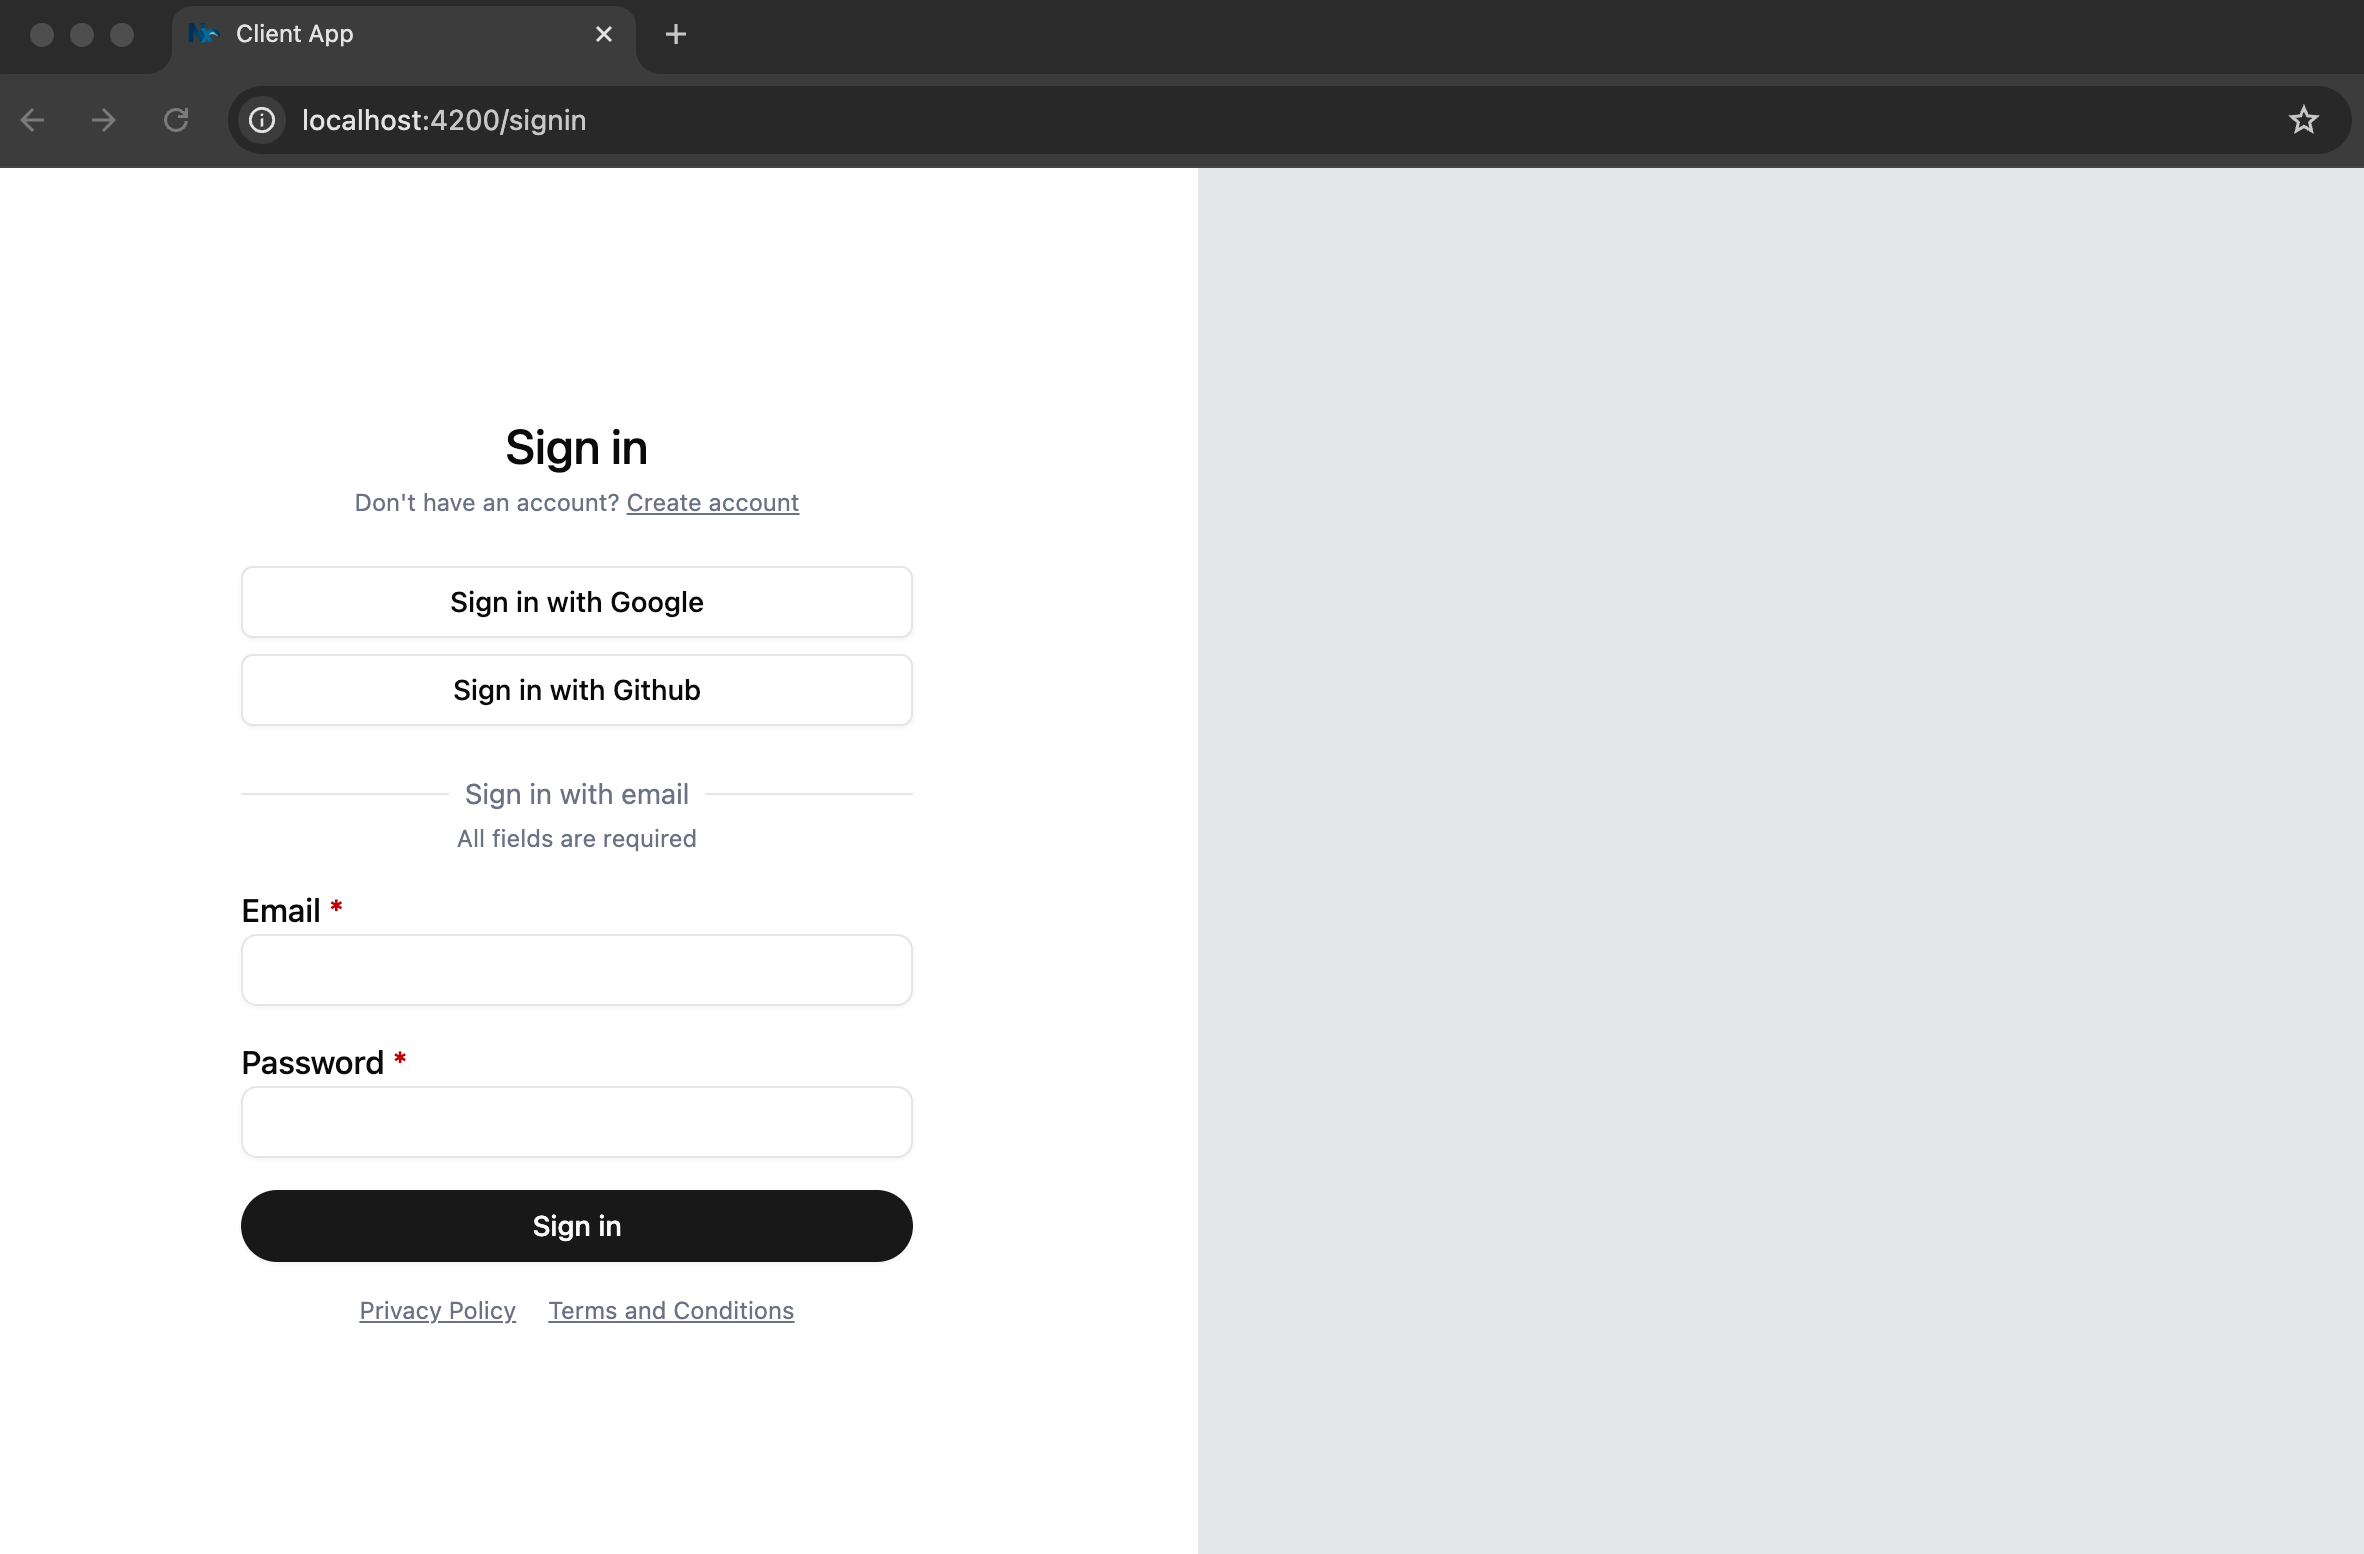 Nx Client App
localhost:4200/signin
Sign in
Don't have an account? Create account
Sign in with Google
Sign in with Github
Sign in with email
All fields are required
Email *
Password *
Sign in
Privacy Policy Terms and Conditions